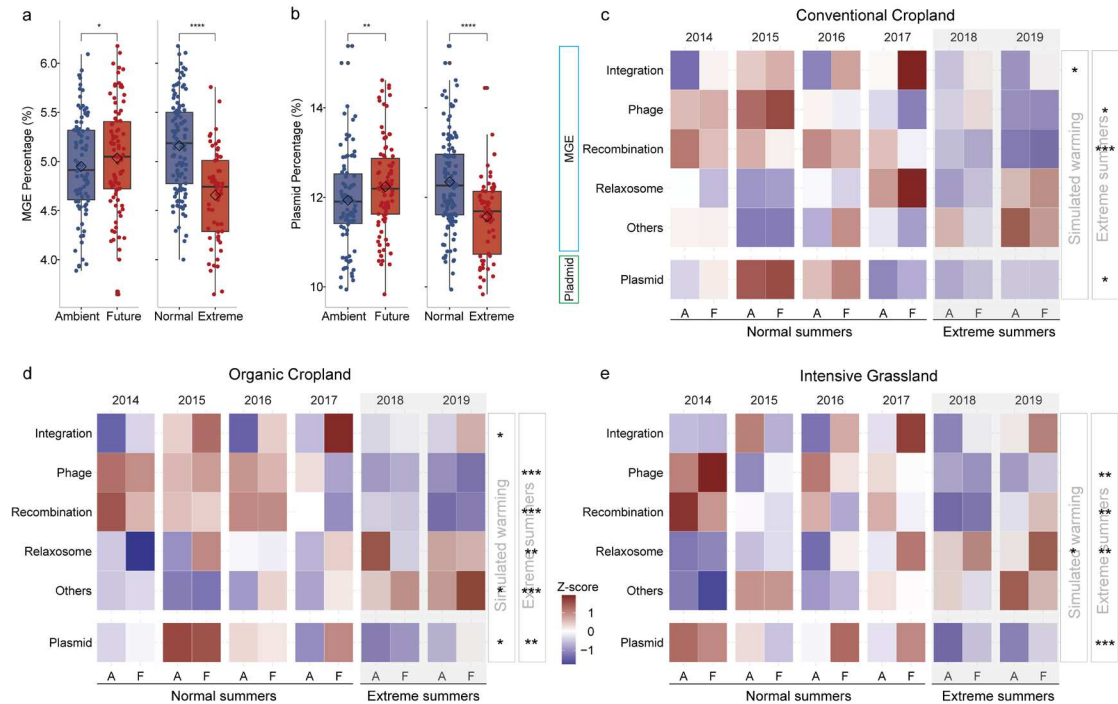 a
*
****
MGE Percentage (%)
6.0
5.5
5.0
4.5
4.0
Ambient Future Normal Extreme
b
**
****
Plasmid Percentage (%)
14
12
10
Ambient Future Normal Extreme
MGE
Pladmid
c
Conventional Cropland
2014 2015 2016 2017 2018 2019
Integration
Phage
Recombination
Relaxosome
Others
Plasmid
Simulated warming
*
Extreme summers
*
***
*
A F A F A F A F A F A F
Normal summers Extreme summers
d
Organic Cropland
2014 2015 2016 2017 2018 2019
Integration
Phage
Recombination
Relaxosome
Others
Plasmid
Simulated warming
*
*
*
Extreme summers
***
***
**
***
**
A F A F A F A F A F A F
Normal summers Extreme summers
Z-score
1
0
−1
e
Intensive Grassland
2014 2015 2016 2017 2018 2019
Integration
Phage
Recombination
Relaxosome
Others
Plasmid
Simulated warming
*
Extreme summers
**
**
**
***
A F A F A F A F A F A F
Normal summers Extreme summers